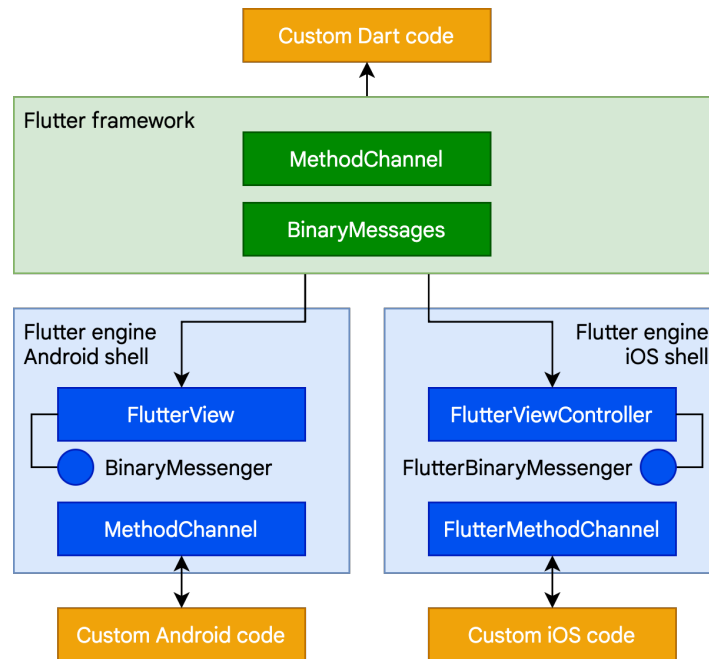 Custom Dart code
Flutter framework
MethodChannel
BinaryMessages
Flutter engine
Android shell
FlutterView
BinaryMessenger
MethodChannel
Custom Android code
Flutter engine
iOS shell
FlutterViewController
FlutterBinaryMessenger
FlutterMethodChannel
Custom iOS code